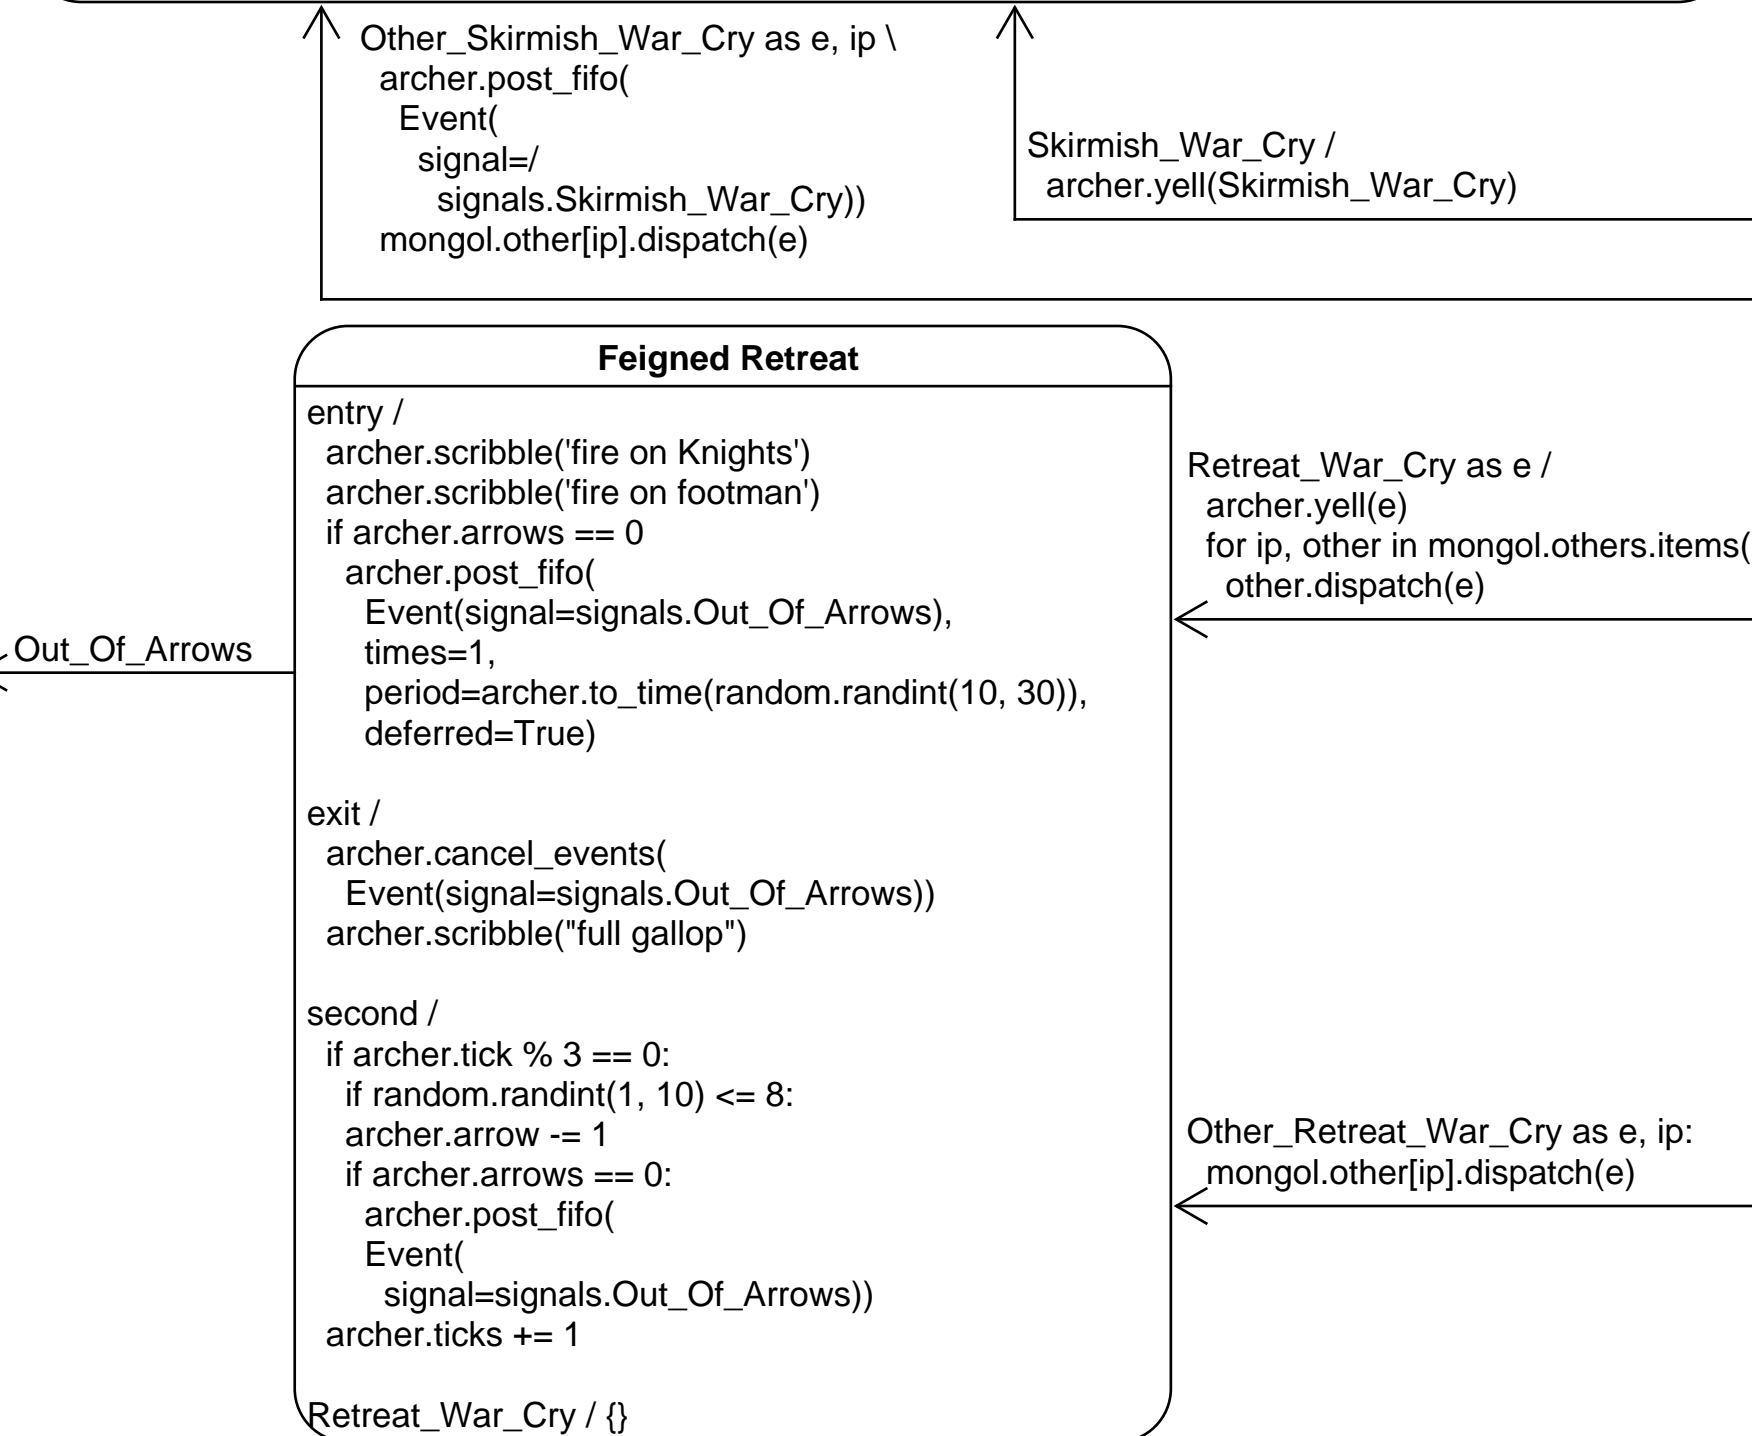 Other_Skirmish_War_Cry as e, ip \
archer.post_fifo(
Event(
signal=/
signals.Skirmish_War_Cry))
mongol.other[ip].dispatch(e)
Skirmish_War_Cry /
archer.yell(Skirmish_War_Cry)
Feigned Retreat
entry /
archer.scribble('fire on Knights')
archer.scribble('fire on footman')
if archer.arrows == 0
archer.post_fifo(
Event(signal=signals.Out_Of_Arrows),
times=1,
period=archer.to_time(random.randint(10, 30)),
deferred=True)
exit /
archer.cancel_events(
Event(signal=signals.Out_Of_Arrows))
archer.scribble("full gallop")
second /
if archer.tick % 3 == 0:
if random.randint(1, 10) <= 8:
archer.arrow -= 1
if archer.arrows == 0:
archer.post_fifo(
Event(
signal=signals.Out_Of_Arrows))
archer.ticks += 1
Retreat_War_Cry / {}
Out_Of_Arrows
Retreat_War_Cry as e /
archer.yell(e)
for ip, other in mongol.others.items(
other.dispatch(e)
Other_Retreat_War_Cry as e, ip:
mongol.other[ip].dispatch(e)